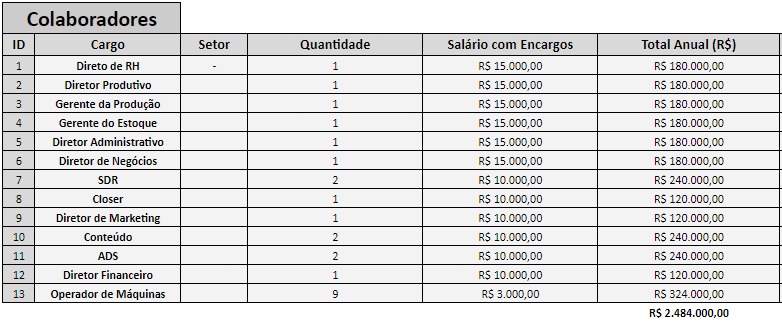 Colaboradores
ID Cargo Setor Quantidade Salário com Encargos Total Anual (R$)
1 Direto de RH - 1 R$ 15.000,00 R$ 180.000,00
2 Diretor Produtivo 1 R$ 15.000,00 R$ 180.000,00
3 Gerente da Produção 1 R$ 15.000,00 R$ 180.000,00
4 Gerente do Estoque 1 R$ 15.000,00 R$ 180.000,00
5 Diretor Administrativo 1 R$ 15.000,00 R$ 180.000,00
6 Diretor de Negócios 1 R$ 15.000,00 R$ 180.000,00
7 SDR 2 R$ 10.000,00 R$ 240.000,00
8 Closer 1 R$ 10.000,00 R$ 120.000,00
9 Diretor de Marketing 1 R$ 10.000,00 R$ 120.000,00
10 Conteúdo 2 R$ 10.000,00 R$ 240.000,00
11 ADS 2 R$ 10.000,00 R$ 240.000,00
12 Diretor Financeiro 1 R$ 10.000,00 R$ 120.000,00
13 Operador de Máquinas 9 R$ 3.000,00 R$ 324.000,00
R$ 2.484.000,00